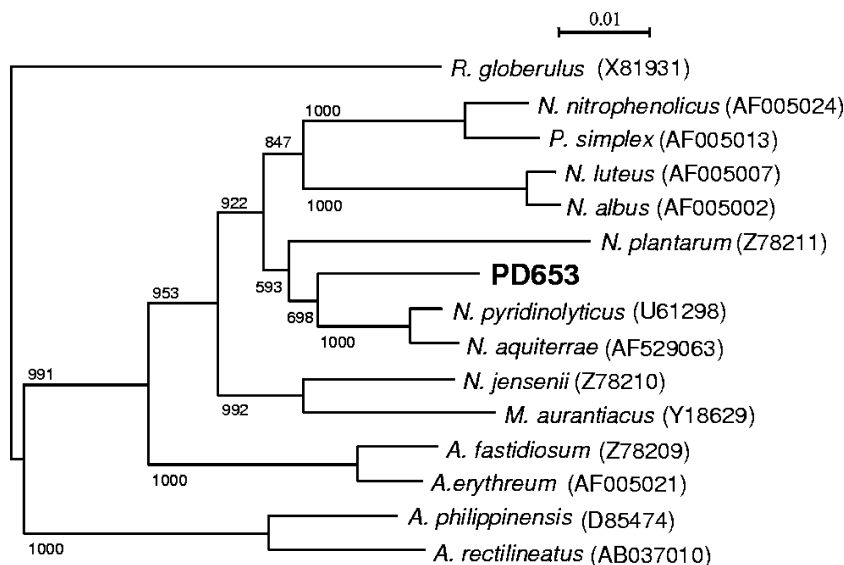 0.01
R. globerulus (X81931)
1000
N. nitrophenolicus (AF005024)
P. simplex (AF005013)
847
N. luteus (AF005007)
1000
N. albus (AF005002)
922
N. plantarum (Z78211)
PD653
593
953
N. pyridinolyticus (U61298)
698
1000
N. aquiterrae (AF529063)
991
N. jensenii (Z78210)
992
M. aurantiacus (Y18629)
A. fastidiosum (Z78209)
1000
A.erythreum (AF005021)
A. philippinensis (D85474)
1000
A. rectilineatus (AB037010)